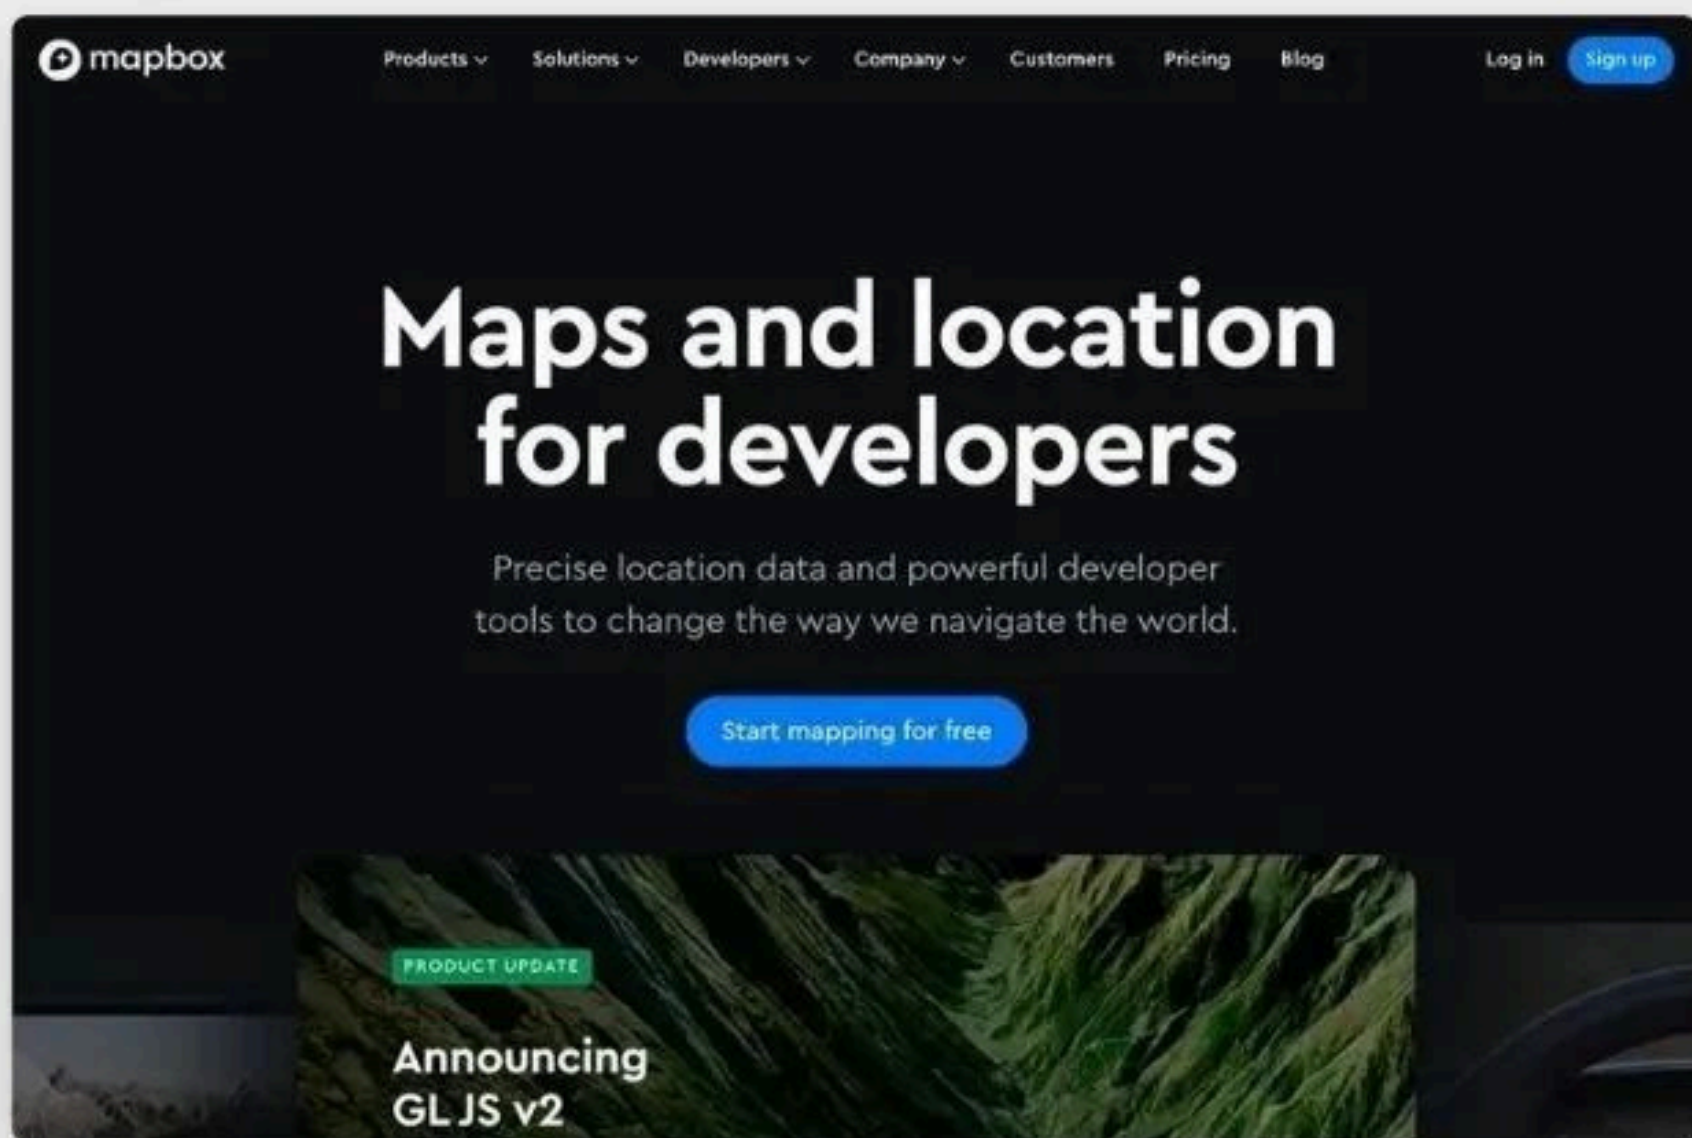 mapbox
Products
Solutions
Developers
Company
Customers
Pricing
Blog
Log in
Sign up
Maps and location
for developers
Precise location data and powerful developer
tools to change the way we navigate the world.
Start mapping for free
PRODUCT UPDATE
Announcing
GL JS v2